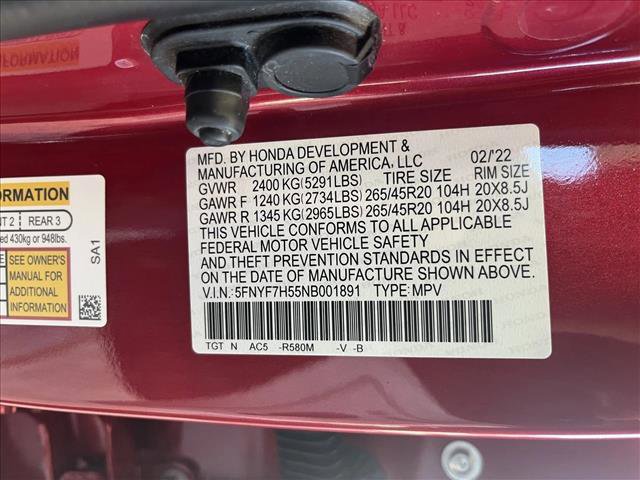 MFD. BY HONDA DEVELOPMENT &
MANUFACTURING OF AMERICA, LLC 02/'22
GVWR 2400 KG(5291LBS) TIRE SIZE RIM SIZE
GAWR F 1240 KG(2734LBS) 265/45R20 104H 20X8.5J
GAWR R 1345 KG(2965LBS) 265/45R20 104H 20X8.5J
THIS VEHICLE CONFORMS TO ALL APPLICABLE
FEDERAL MOTOR VEHICLE SAFETY
AND THEFT PREVENTION STANDARDS IN EFFECT
ON THE DATE OF MANUFACTURE SHOWN ABOVE.
V.I.N.: 5FNYF7H55NB001891 TYPE: MPV
TGT N AC5 -R580M -V -B
ORMATION
2 REAR 3
430kg or 948lbs.
SEE OWNER'S
MANUAL FOR
ADDITIONAL
INFORMATION
SA1